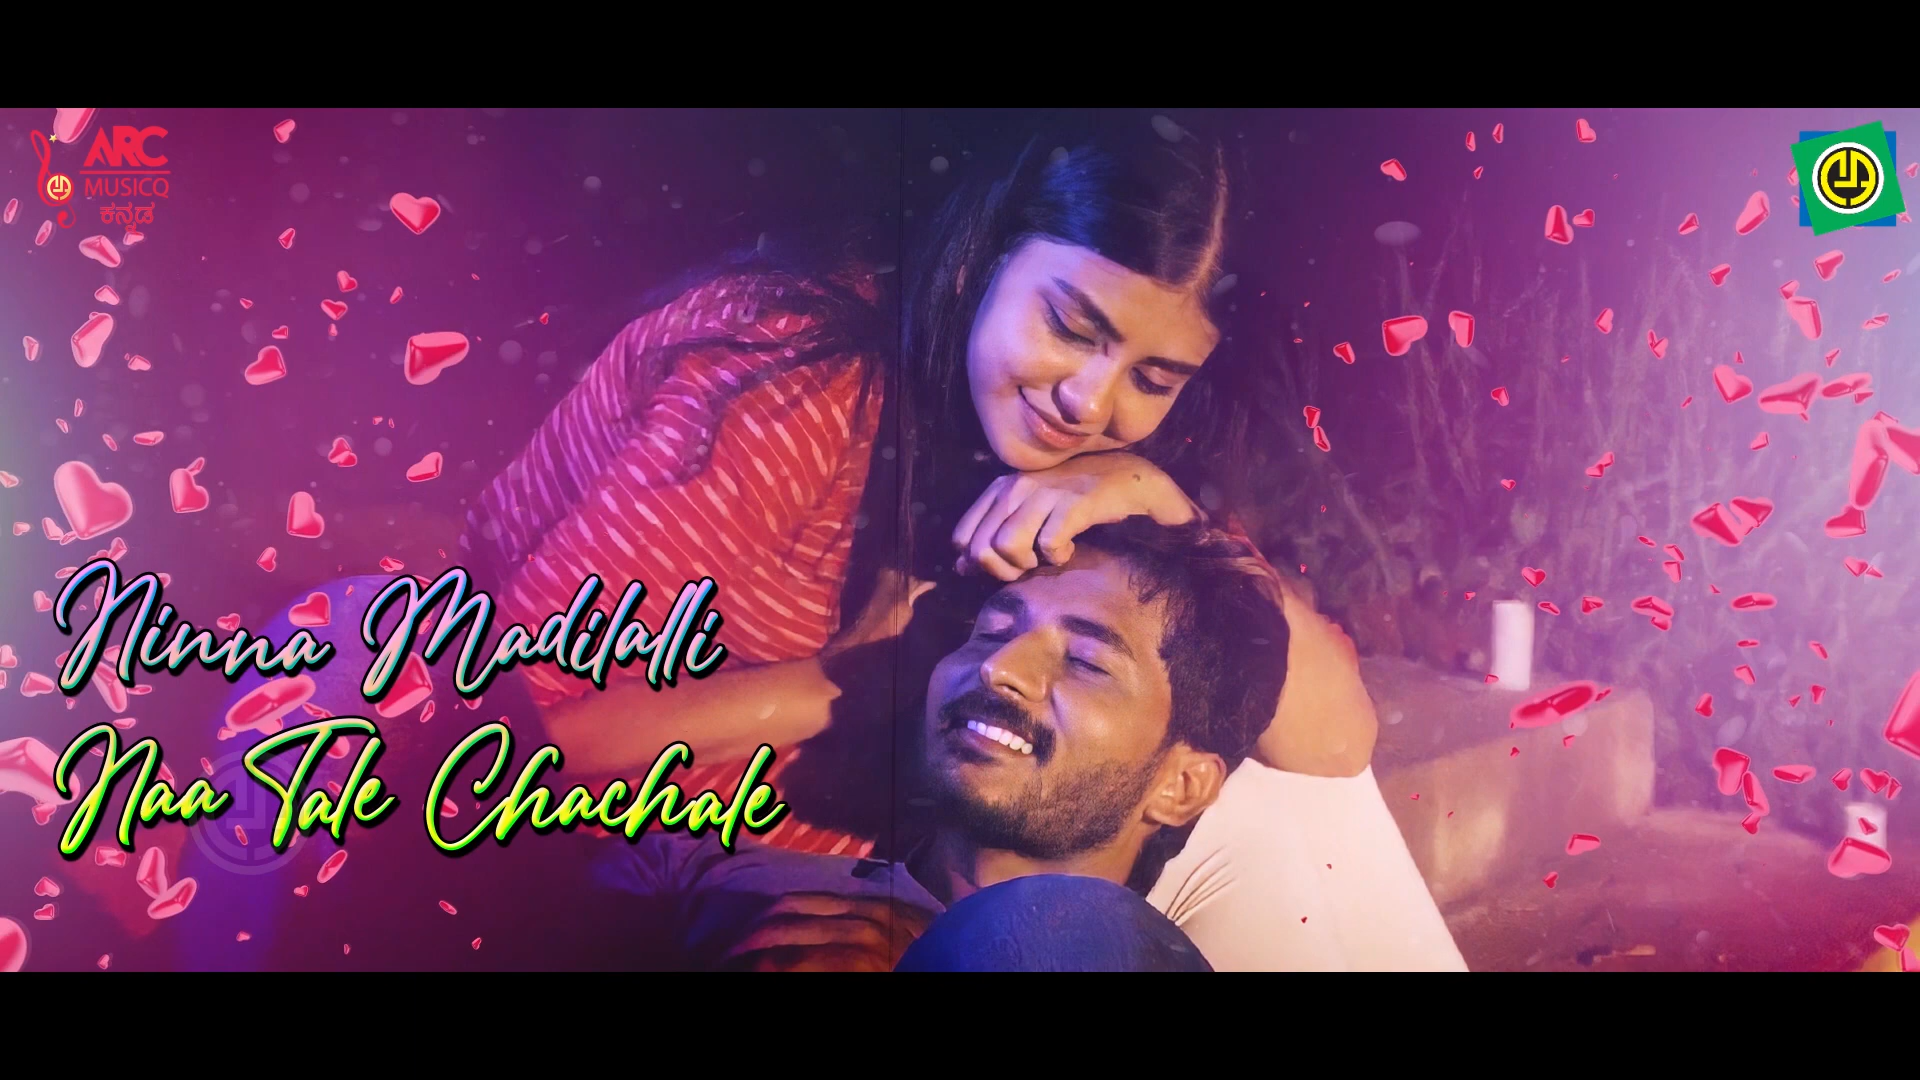 ARC
MUSICQ
ಕನ್ನಡ
Ninna Madilalli
Naa Tale Chachale